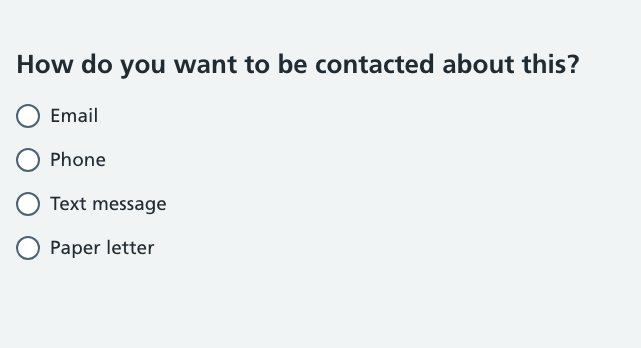 How do you want to be contacted about this?
Email
Phone
Text message
Paper letter